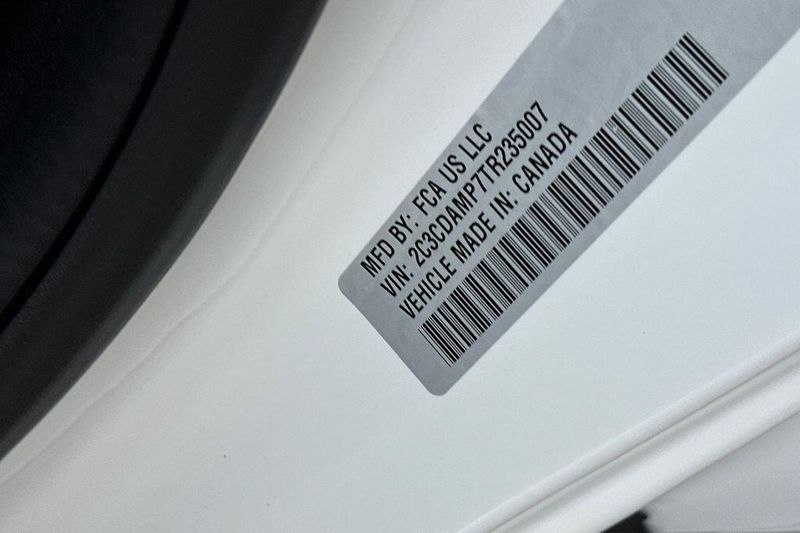 MFD BY: FCA US LLC
VIN: 2C3CDAMP7TR235007
VEHICLE MADE IN: CANADA